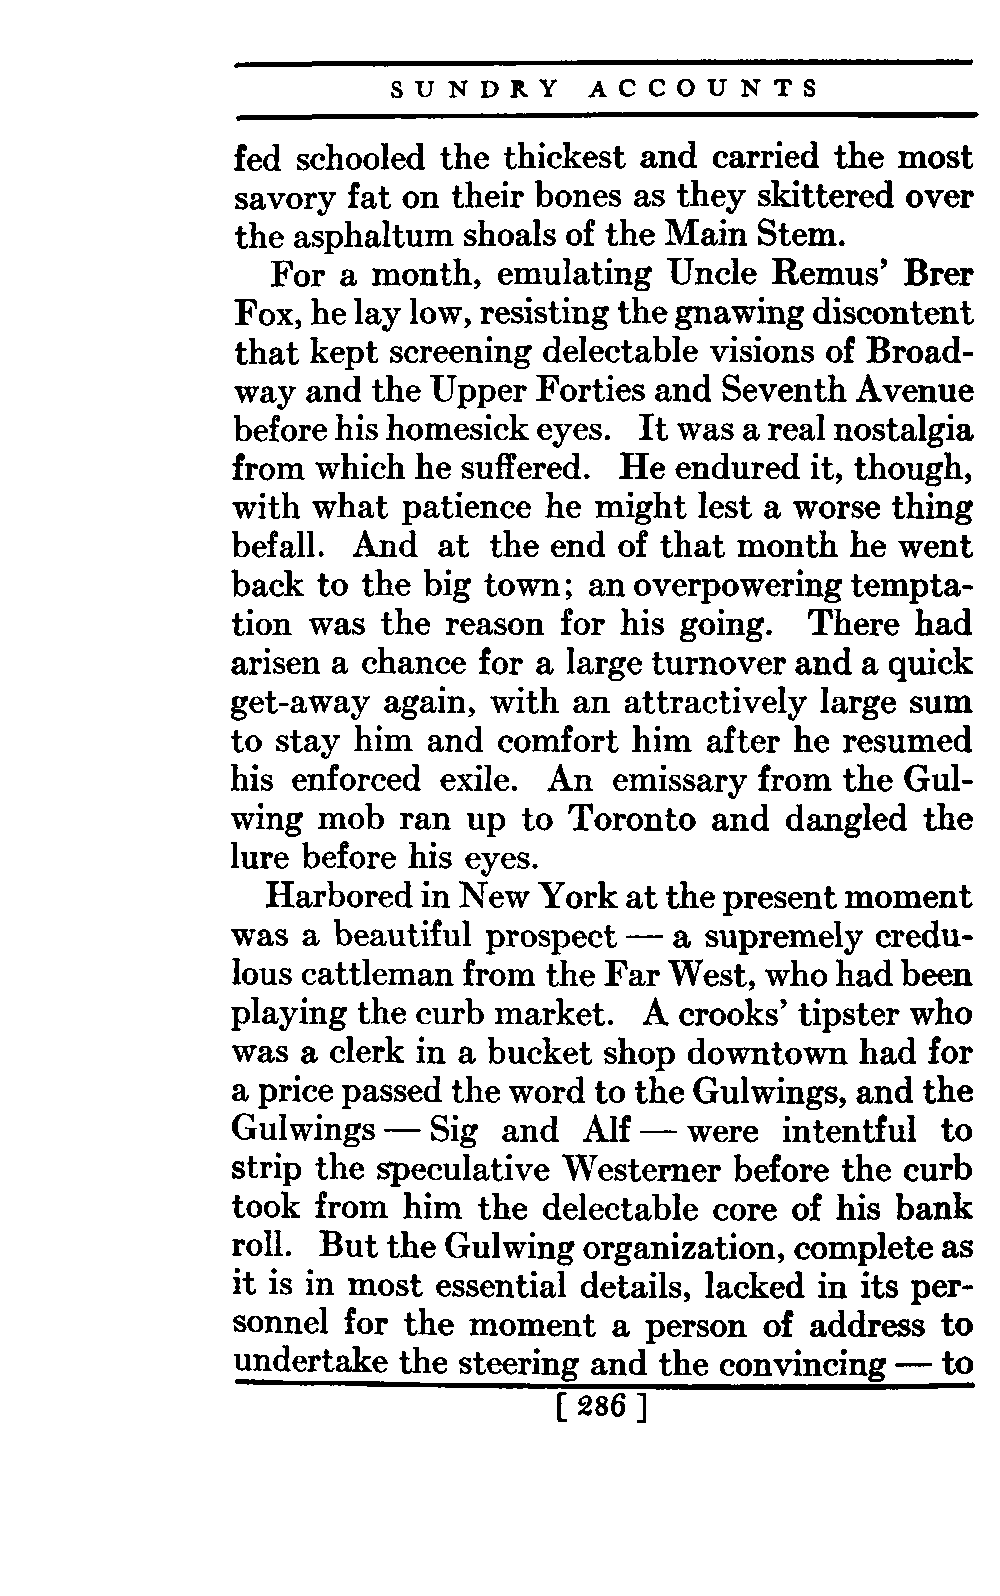 SUNDRY ACCOUNTS
fed schooled the thickest and carried the most
savory fat on their bones as they skittered over
the asphaltum shoals of the Main Stem.
For a month, emulating Uncle Remus' Brer
Fox, he lay low, resisting the gnawing discontent
that kept screening delectable visions of Broad-
way and the Upper Forties and Seventh Avenue
before his homesick eyes. It was a real nostalgia
from which he suffered. He endured it, though,
with what patience he might lest a worse thing
befall. And at the end of that month he went
back to the big town; an overpowering tempta-
tion was the reason for his going. There had
arisen a chance for a large turnover and a quick
get-away again, with an attractively large sum
to stay him and comfort him after he resumed
his enforced exile. An emissary from the Gul-
wing mob ran up to Toronto and dangled the
lure before his eyes.
Harbored in New York at the present moment
was a beautiful prospect — a supremely credu-
lous cattleman from the Far West, who had been
playing the curb market. A crooks' tipster who
was a clerk in a bucket shop downtown had for
a price passed the word to the Gulwings, and the
Gulwings — Sig and Alf — were intentful to
strip the speculative Westerner before the curb
took from him the delectable core of his bank
roll. But the Gulwing organization, complete as
it is in most essential details, lacked in its per-
sonnel for the moment a person of address to
undertake the steering and the convincing — to
[ 286 ]